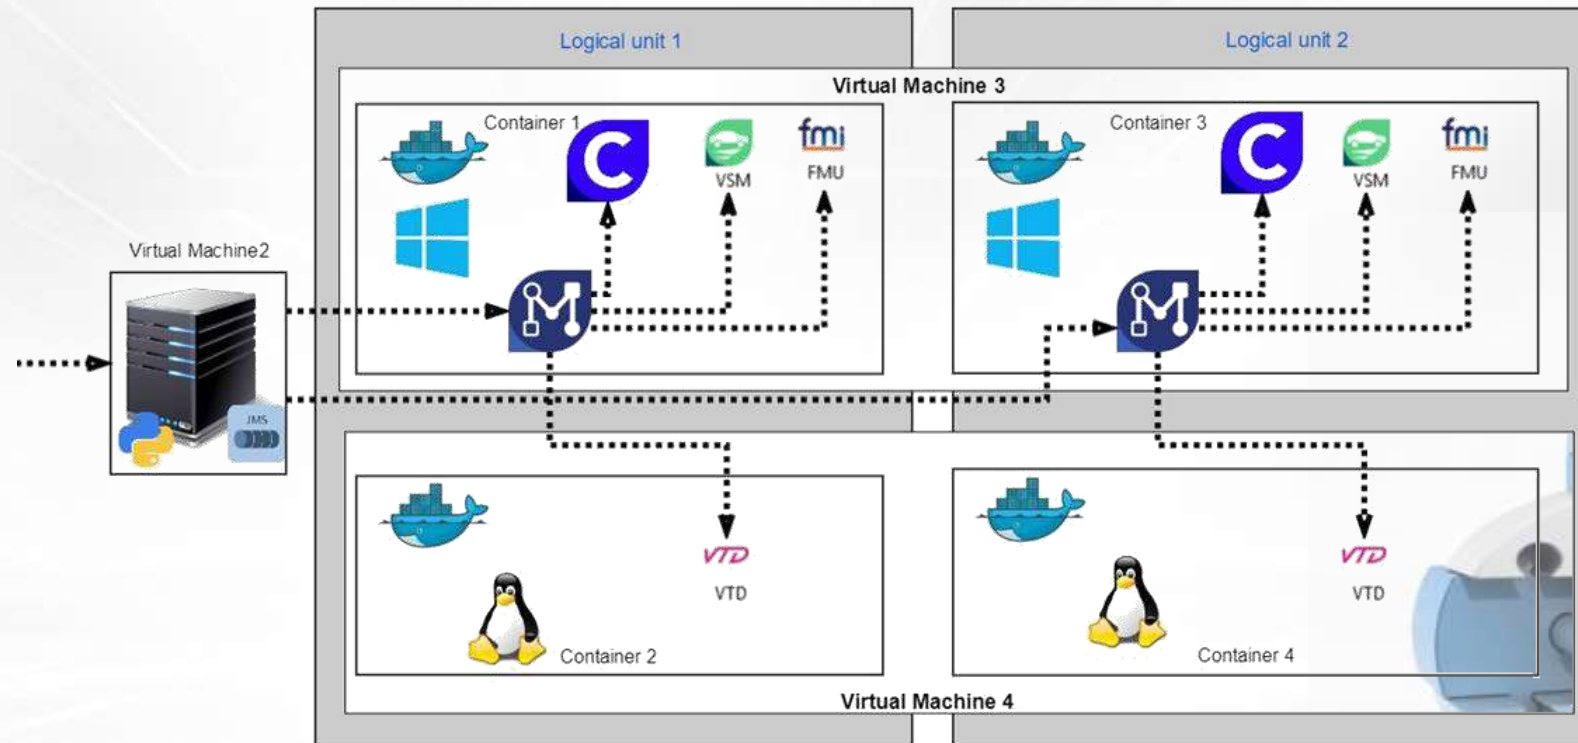 Logical unit 1
Logical unit 2
Virtual Machine 3
Container 1
C
VSM
fmi
FMU
Container 3
C
VSM
fmi
FMU
Virtual Machine2
M
M
JMS
VTD
VTD
Container 2
VTD
VTD
Container 4
Virtual Machine 4